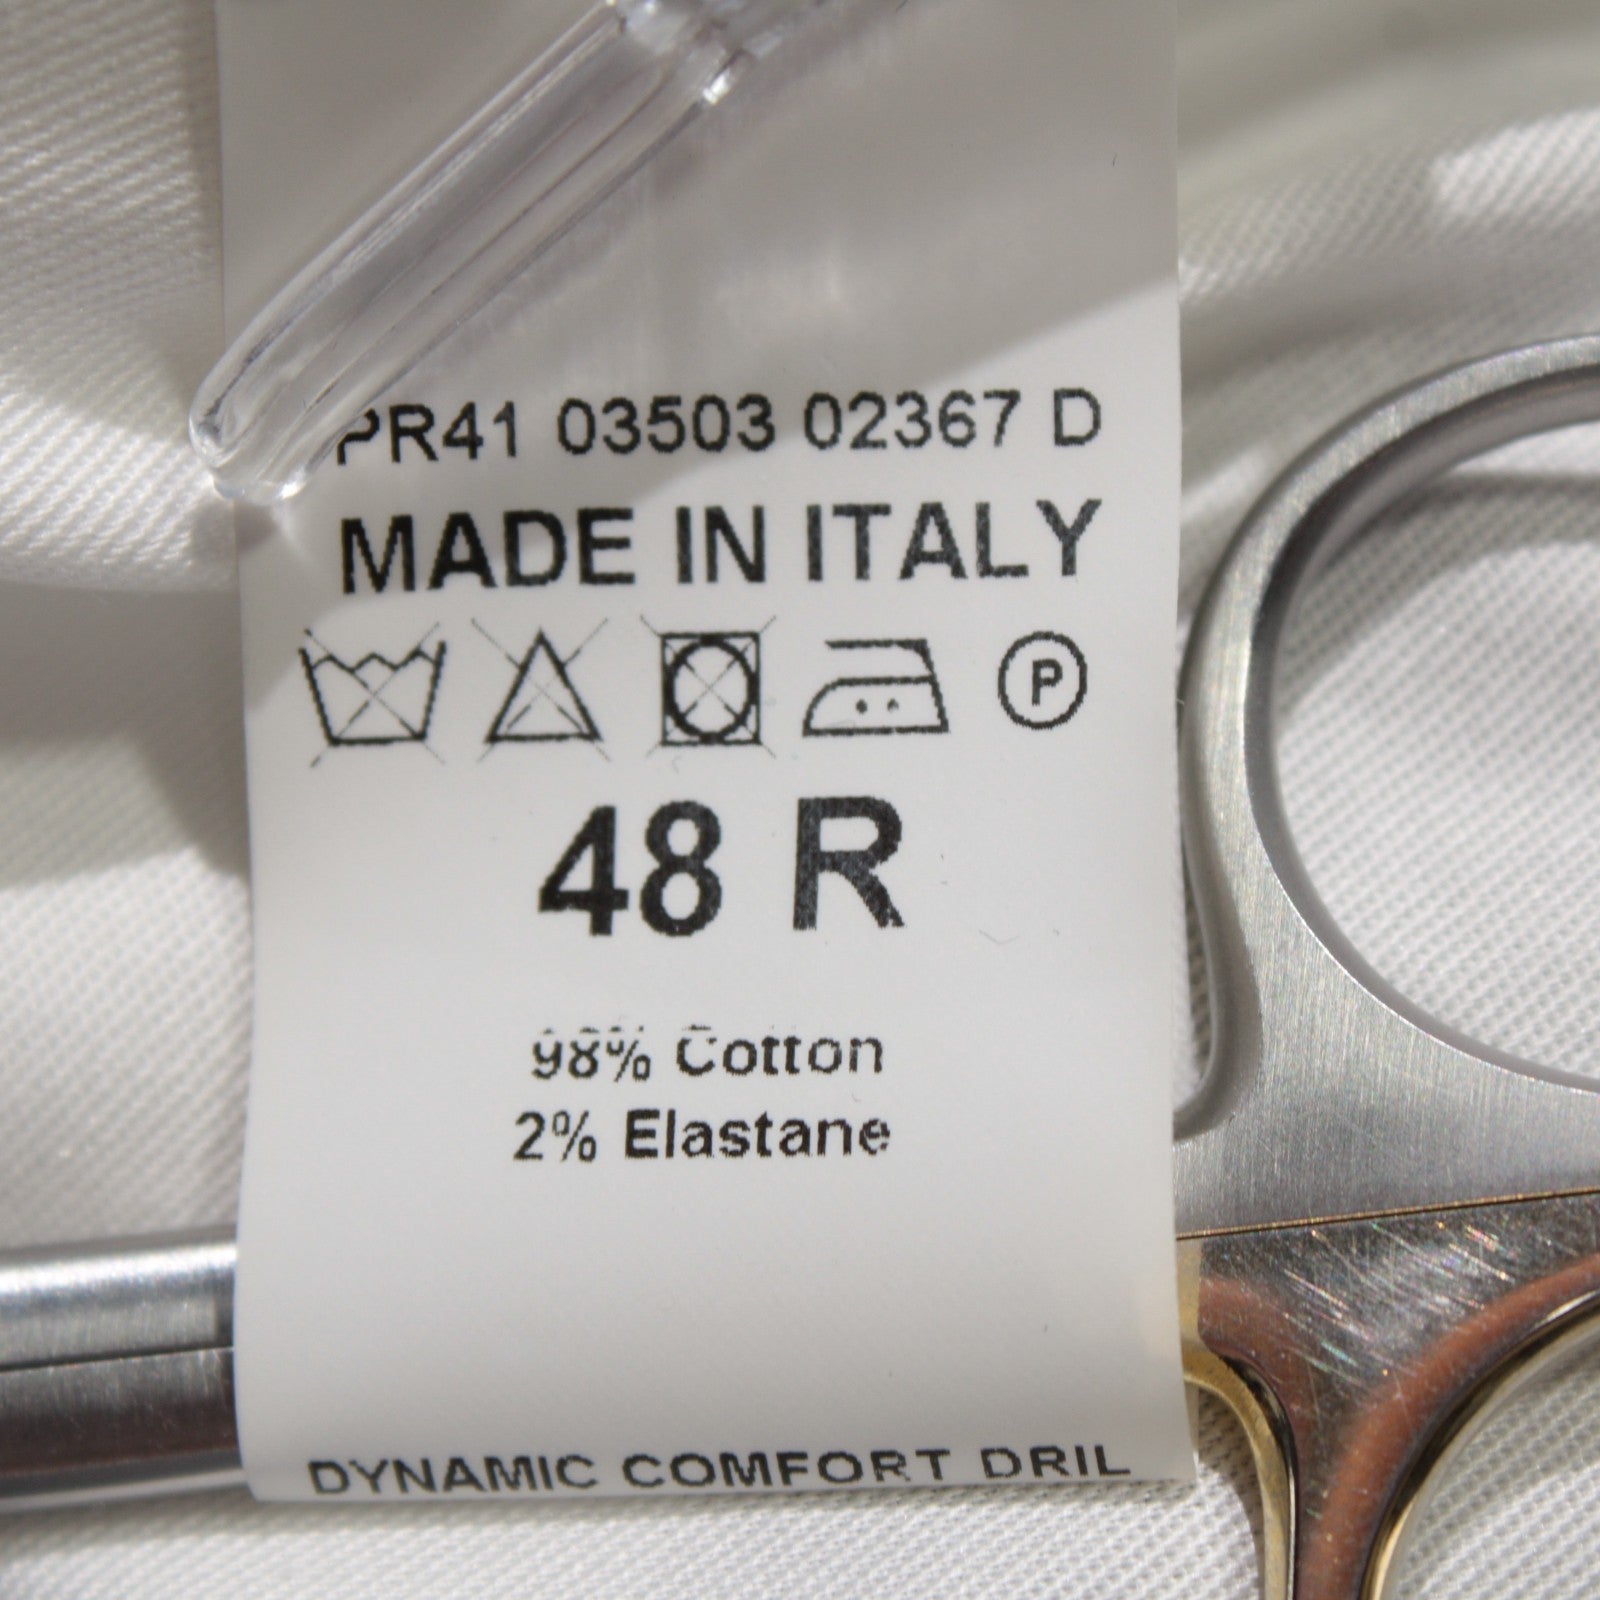 PR41 03503 02367 D
MADE IN ITALY
P
48 R
98% Cotton
2% Elastane
DYNAMIC COMFORT DRIL